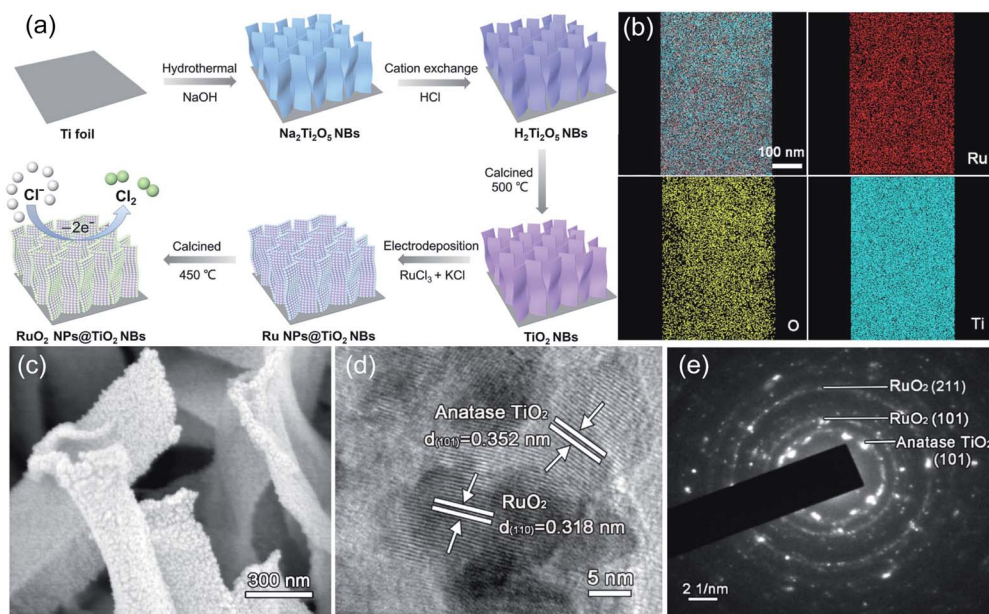 (a)
Ti foil
Hydrothermal
NaOH
Na₂Ti₂O₅ NBs
Cation exchange
HCl
H₂Ti₂O₅ NBs
Calcined
500 ℃
TiO₂ NBs
Electrodeposition
RuCl₃ + KCl
Ru NPs@TiO₂ NBs
Calcined
450 ℃
RuO₂ NPs@TiO₂ NBs
Cl⁻
Cl₂
−2e⁻
(b)
100 nm
Ru
O
Ti
(c)
300 nm
(d)
Anatase TiO₂
d₍₁₀₁₎=0.352 nm
RuO₂
d₍₁₁₀₎=0.318 nm
5 nm
(e)
RuO₂ (211)
RuO₂ (101)
Anatase TiO₂
(101)
2 1/nm